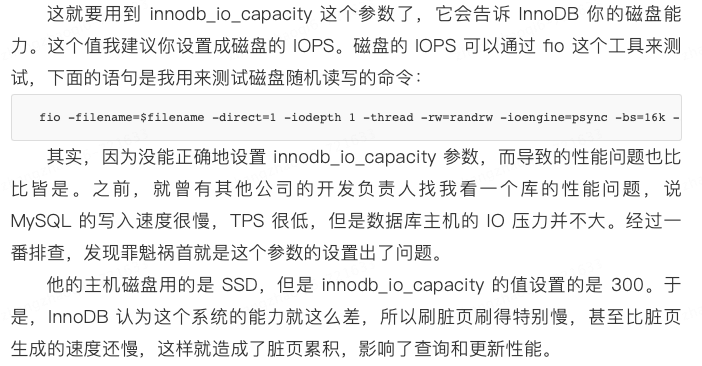 这就要用到 innodb_io_capacity 这个参数了，它会告诉 InnoDB 你的磁盘能
力。这个值我建议你设置成磁盘的 IOPS。磁盘的 IOPS 可以通过 fio 这个工具来测
试，下面的语句是我用来测试磁盘随机读写的命令：
fio -filename=$filename -direct=1 -iodepth 1 -thread -rw=randrw -ioengine=psync -bs=16k -
其实，因为没能正确地设置 innodb_io_capacity 参数，而导致的性能问题也比
比皆是。之前，就曾有其他公司的开发负责人找我看一个库的性能问题，说
MySQL 的写入速度很慢，TPS 很低，但是数据库主机的 IO 压力并不大。经过一
番排查，发现罪魁祸首就是这个参数的设置出了问题。
他的主机磁盘用的是 SSD，但是 innodb_io_capacity 的值设置的是 300。于
是，InnoDB 认为这个系统的能力就这么差，所以刷脏页刷得特别慢，甚至比脏页
生成的速度还慢，这样就造成了脏页累积，影响了查询和更新性能。